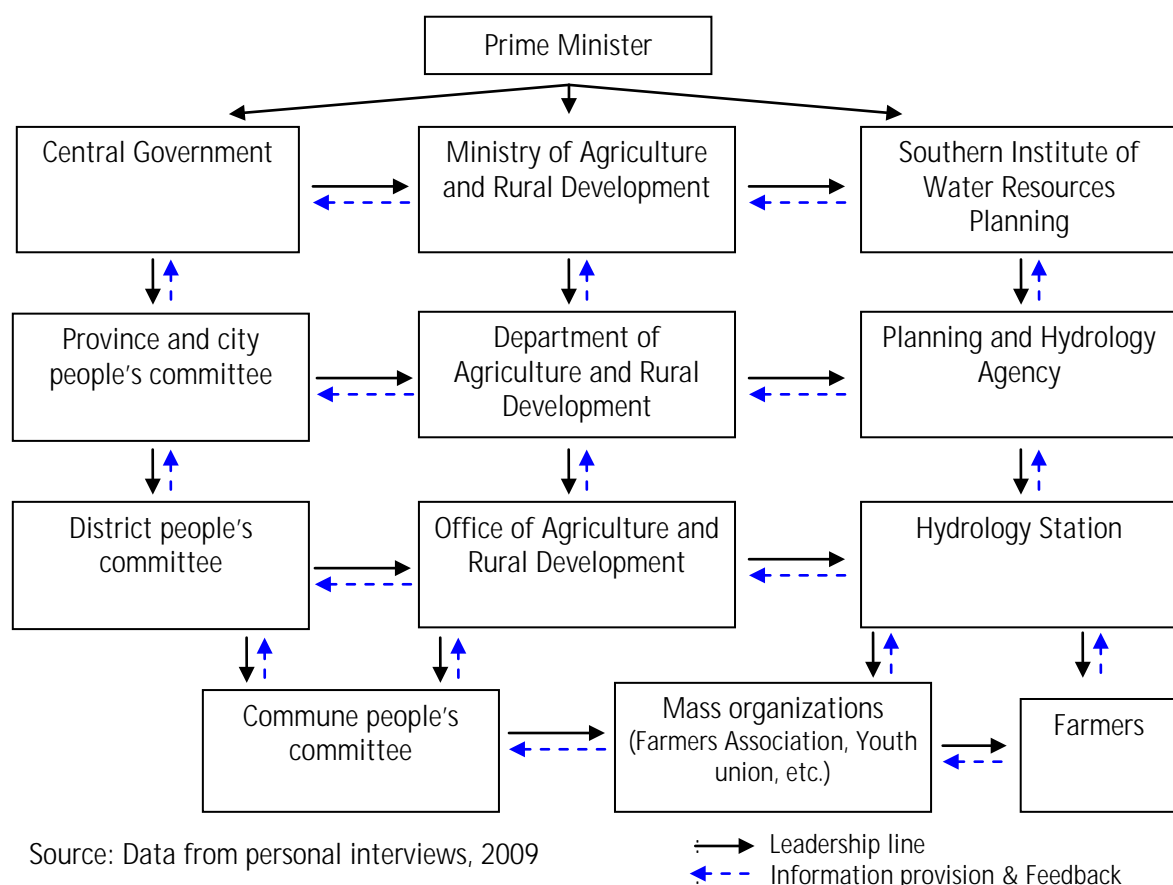 Prime Minister
Central Government
Ministry of Agriculture
and Rural Development
Southern Institute of
Water Resources
Planning
Province and city
people's committee
Department of
Agriculture and Rural
Development
Planning and Hydrology
Agency
District people's
committee
Office of Agriculture and
Rural Development
Hydrology Station
Commune people's
committee
Mass organizations
(Farmers Association, Youth
union, etc.)
Farmers
Source: Data from personal interviews, 2009
Leadership line
Information provision & Feedback